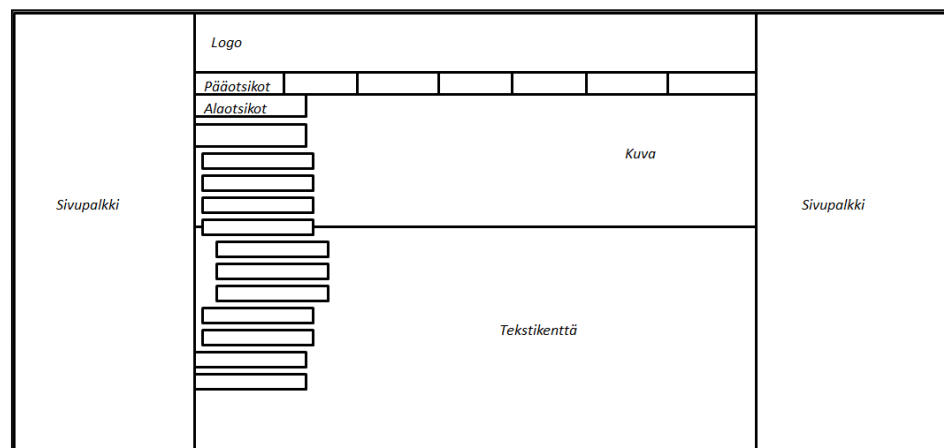 Logo
Pääotsikot
Alaotsikot
Kuva
Sivupalkki
Sivupalkki
Tekstikenttä